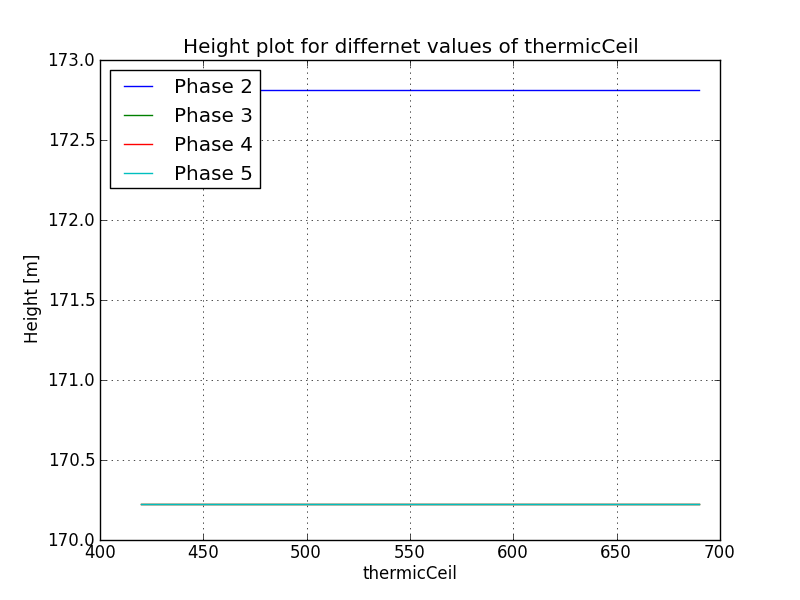 Height plot for differnet values of thermicCeil
173.0
Phase 2
Phase 3
Phase 4
Phase 5
172.5
172.0
171.5
171.0
170.5
170.0
Height [m]
400 450 500 550 600 650 700
thermicCeil